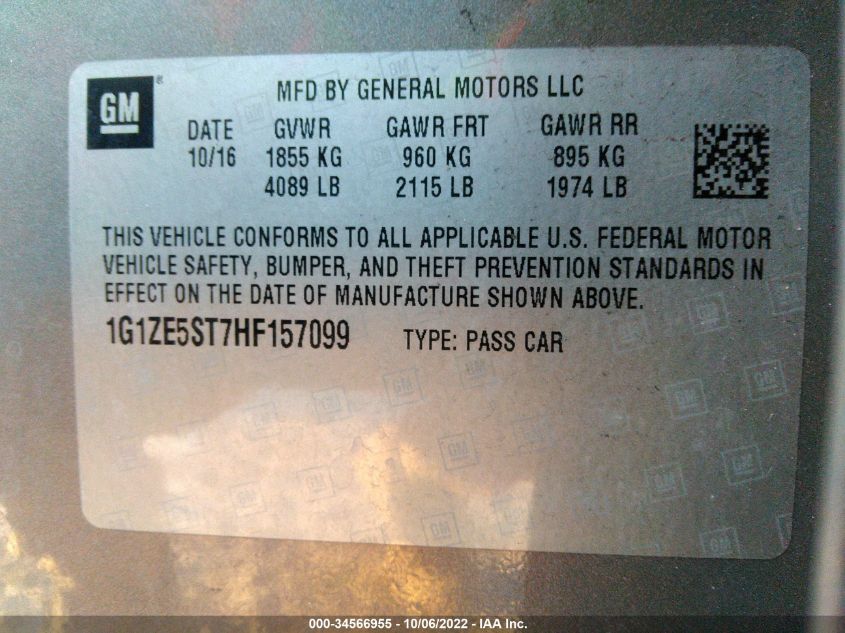 GM ®
MFD BY GENERAL MOTORS LLC
DATE GVWR GAWR FRT GAWR RR
10/16 1855 KG 960 KG 895 KG
4089 LB 2115 LB 1974 LB
THIS VEHICLE CONFORMS TO ALL APPLICABLE U.S. FEDERAL MOTOR
VEHICLE SAFETY, BUMPER, AND THEFT PREVENTION STANDARDS IN
EFFECT ON THE DATE OF MANUFACTURE SHOWN ABOVE.
1G1ZE5ST7HF157099 TYPE: PASS CAR
000-34566955 - 10/06/2022 - IAA Inc.